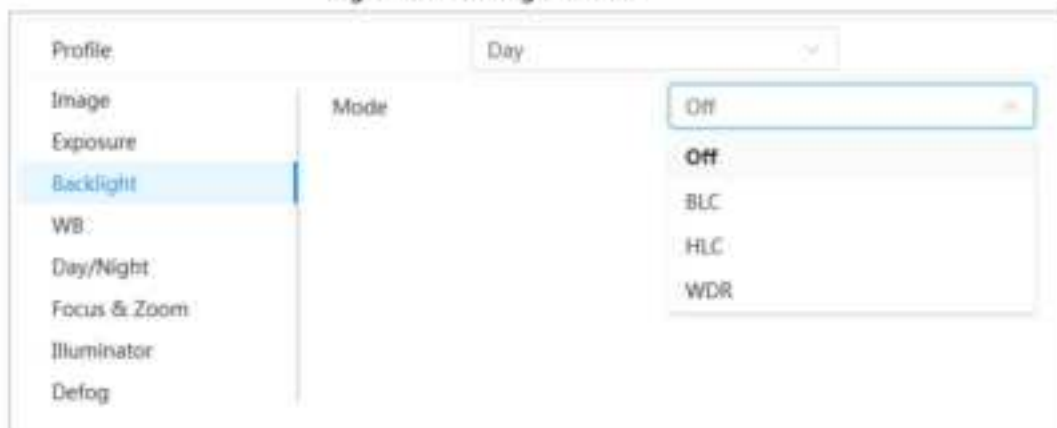 Profile
Day
Image
Mode
Off
Exposure
Off
Backlight
BLC
WB
HLC
Day/Night
WDR
Focus & Zoom
Illuminator
Defog